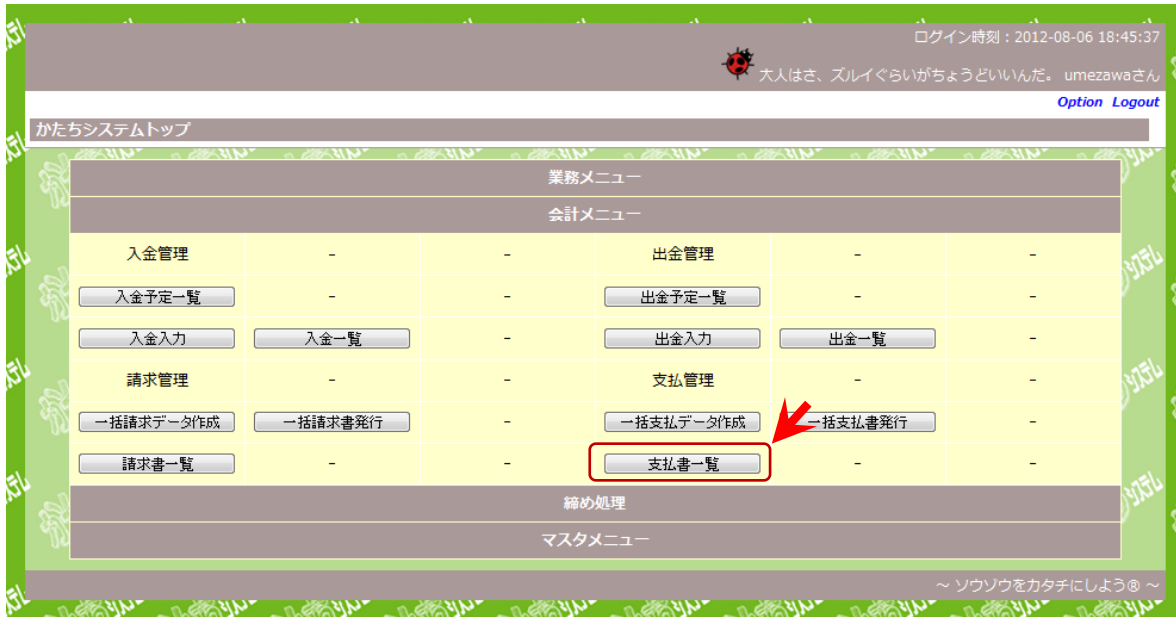 ログイン時刻：2012-08-06 18:45:37
大人はさ、ズルイぐらいがちょうどいいんだ。 umezawaさん
Option Logout
かたちシステムトップ
業務メニュー
会計メニュー
入金管理 - - 出金管理 - -
入金予定一覧 - - 出金予定一覧 - -
入金入力 入金一覧 - 出金入力 出金一覧 -
請求管理 - - 支払管理 - -
一括請求データ作成 一括請求書発行 - 一括支払データ作成 一括支払書発行 -
請求書一覧 - - 支払書一覧 - -
締め処理
マスタメニュー
～ ソウゾウをカタチにしよう® ～